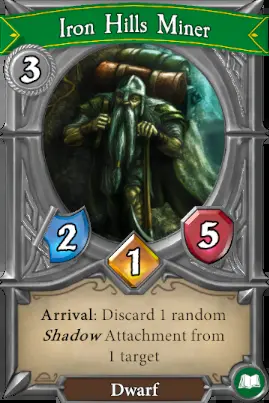 Iron Hills Miner
3
2
1
5
Arrival: Discard 1 random
Shadow Attachment from
1 target
Dwarf